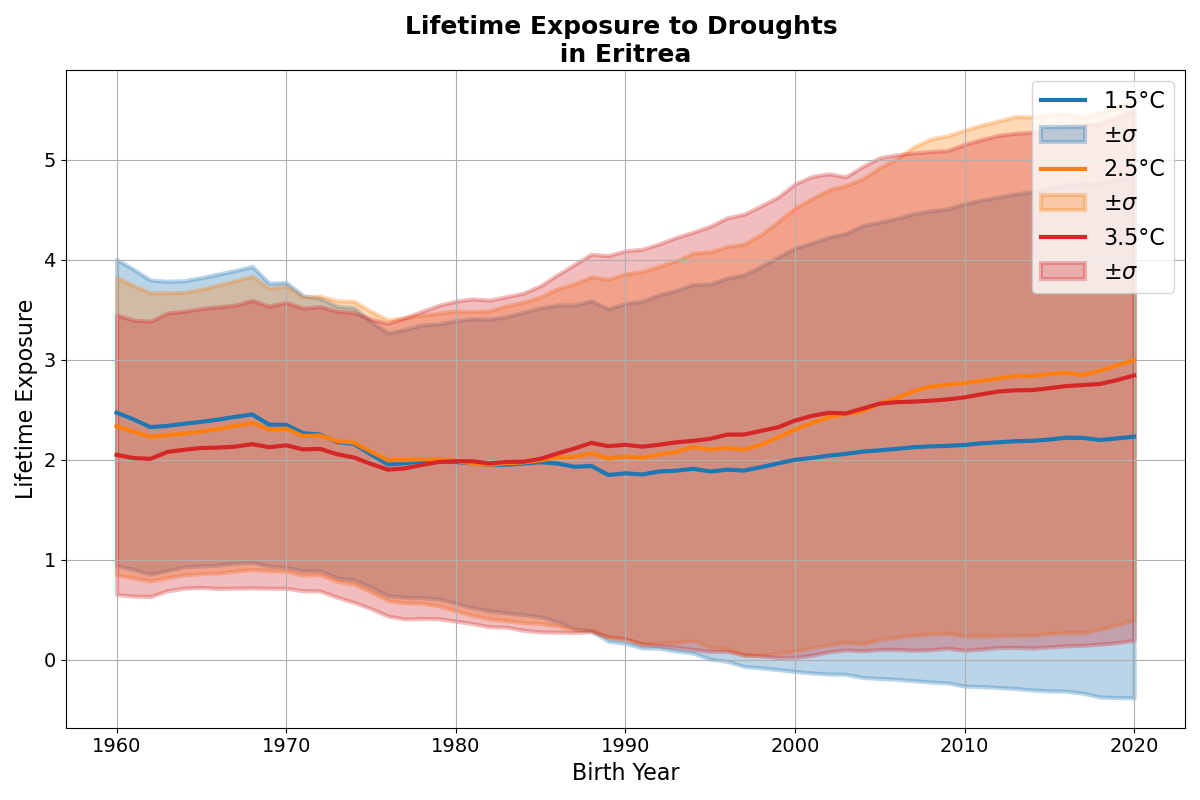 Lifetime Exposure to Droughts
in Eritrea
1.5°C
±σ
2.5°C
±σ
3.5°C
±σ
Lifetime Exposure
5
4
3
2
1
0
1960 1970 1980 1990 2000 2010 2020
Birth Year